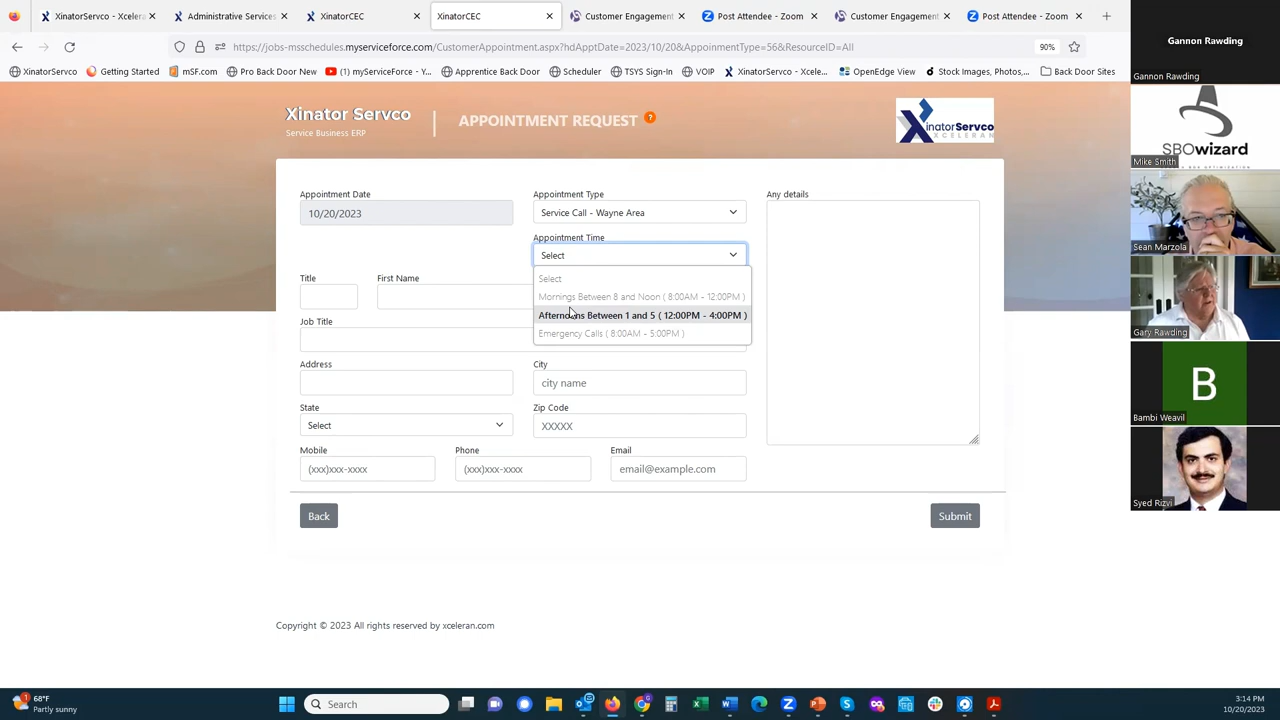 XinatorServco - Xceleran
Administrative Services
XinatorCEC
XinatorCEC
Customer Engagement
Post Attendee - Zoom
Customer Engagement
Post Attendee - Zoom
https://jobs-msschedules.myserviceforce.com/CustomerAppointment.aspx?hdApptDate=2023/10/20&AppointmentType=56&ResourceID=All
90%
XinatorServco
Getting Started
mSF.com
Pro Back Door New
(1) myServiceForce - Y...
Apprentice Back Door
Scheduler
TSYS Sign-In
VOIP
XinatorServco - Xcele...
OpenEdge View
Stock Images, Photos,...
Back Door Sites
Xinator Servco
Service Business ERP
APPOINTMENT REQUEST ?
XinatorServco
XCELERAN
Appointment Date
10/20/2023
Appointment Type
Service Call - Wayne Area
Any details
Appointment Time
Select
Select
Mornings Between 8 and Noon ( 8:00AM - 12:00PM )
Afternoons Between 1 and 5 ( 12:00PM - 4:00PM )
Emergency Calls ( 8:00AM - 5:00PM )
Title
First Name
Job Title
Address
City
city name
State
Select
Zip Code
XXXXX
Mobile
(xxx)xxx-xxxx
Phone
(xxx)xxx-xxxx
Email
email@example.com
Back
Submit
Copyright © 2023 All rights reserved by xceleran.com
Gannon Rawding
Gannon Rawding
SBOwizard
Mike Smith
Sean Marzola
Gary Rawding
B
Bambi Weavil
Syed Rizvi
1
68°F
Partly sunny
Search
3:14 PM
10/20/2023